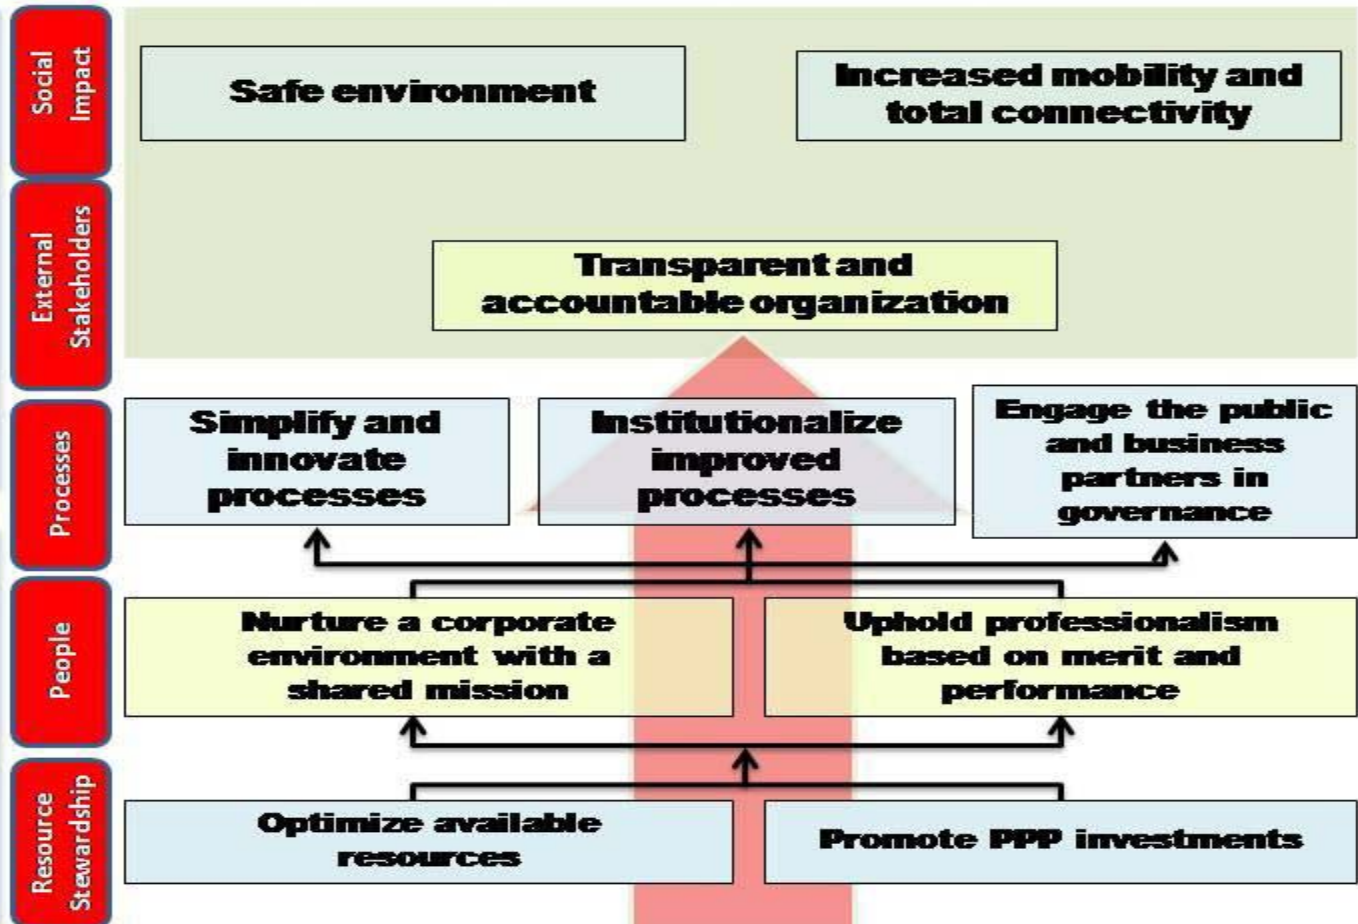 Social
Impact
Safe environment
Increased mobility and
total connectivity
External
Stakeholders
Transparent and
accountable organization
Processes
Simplify and
innovate
processes
Institutionalize
improved
processes
Engage the public
and business
partners in
governance
People
Nurture a corporate
environment with a
shared mission
Uphold professionalism
based on merit and
performance
Resource
Stewardship
Optimize available
resources
Promote PPP investments